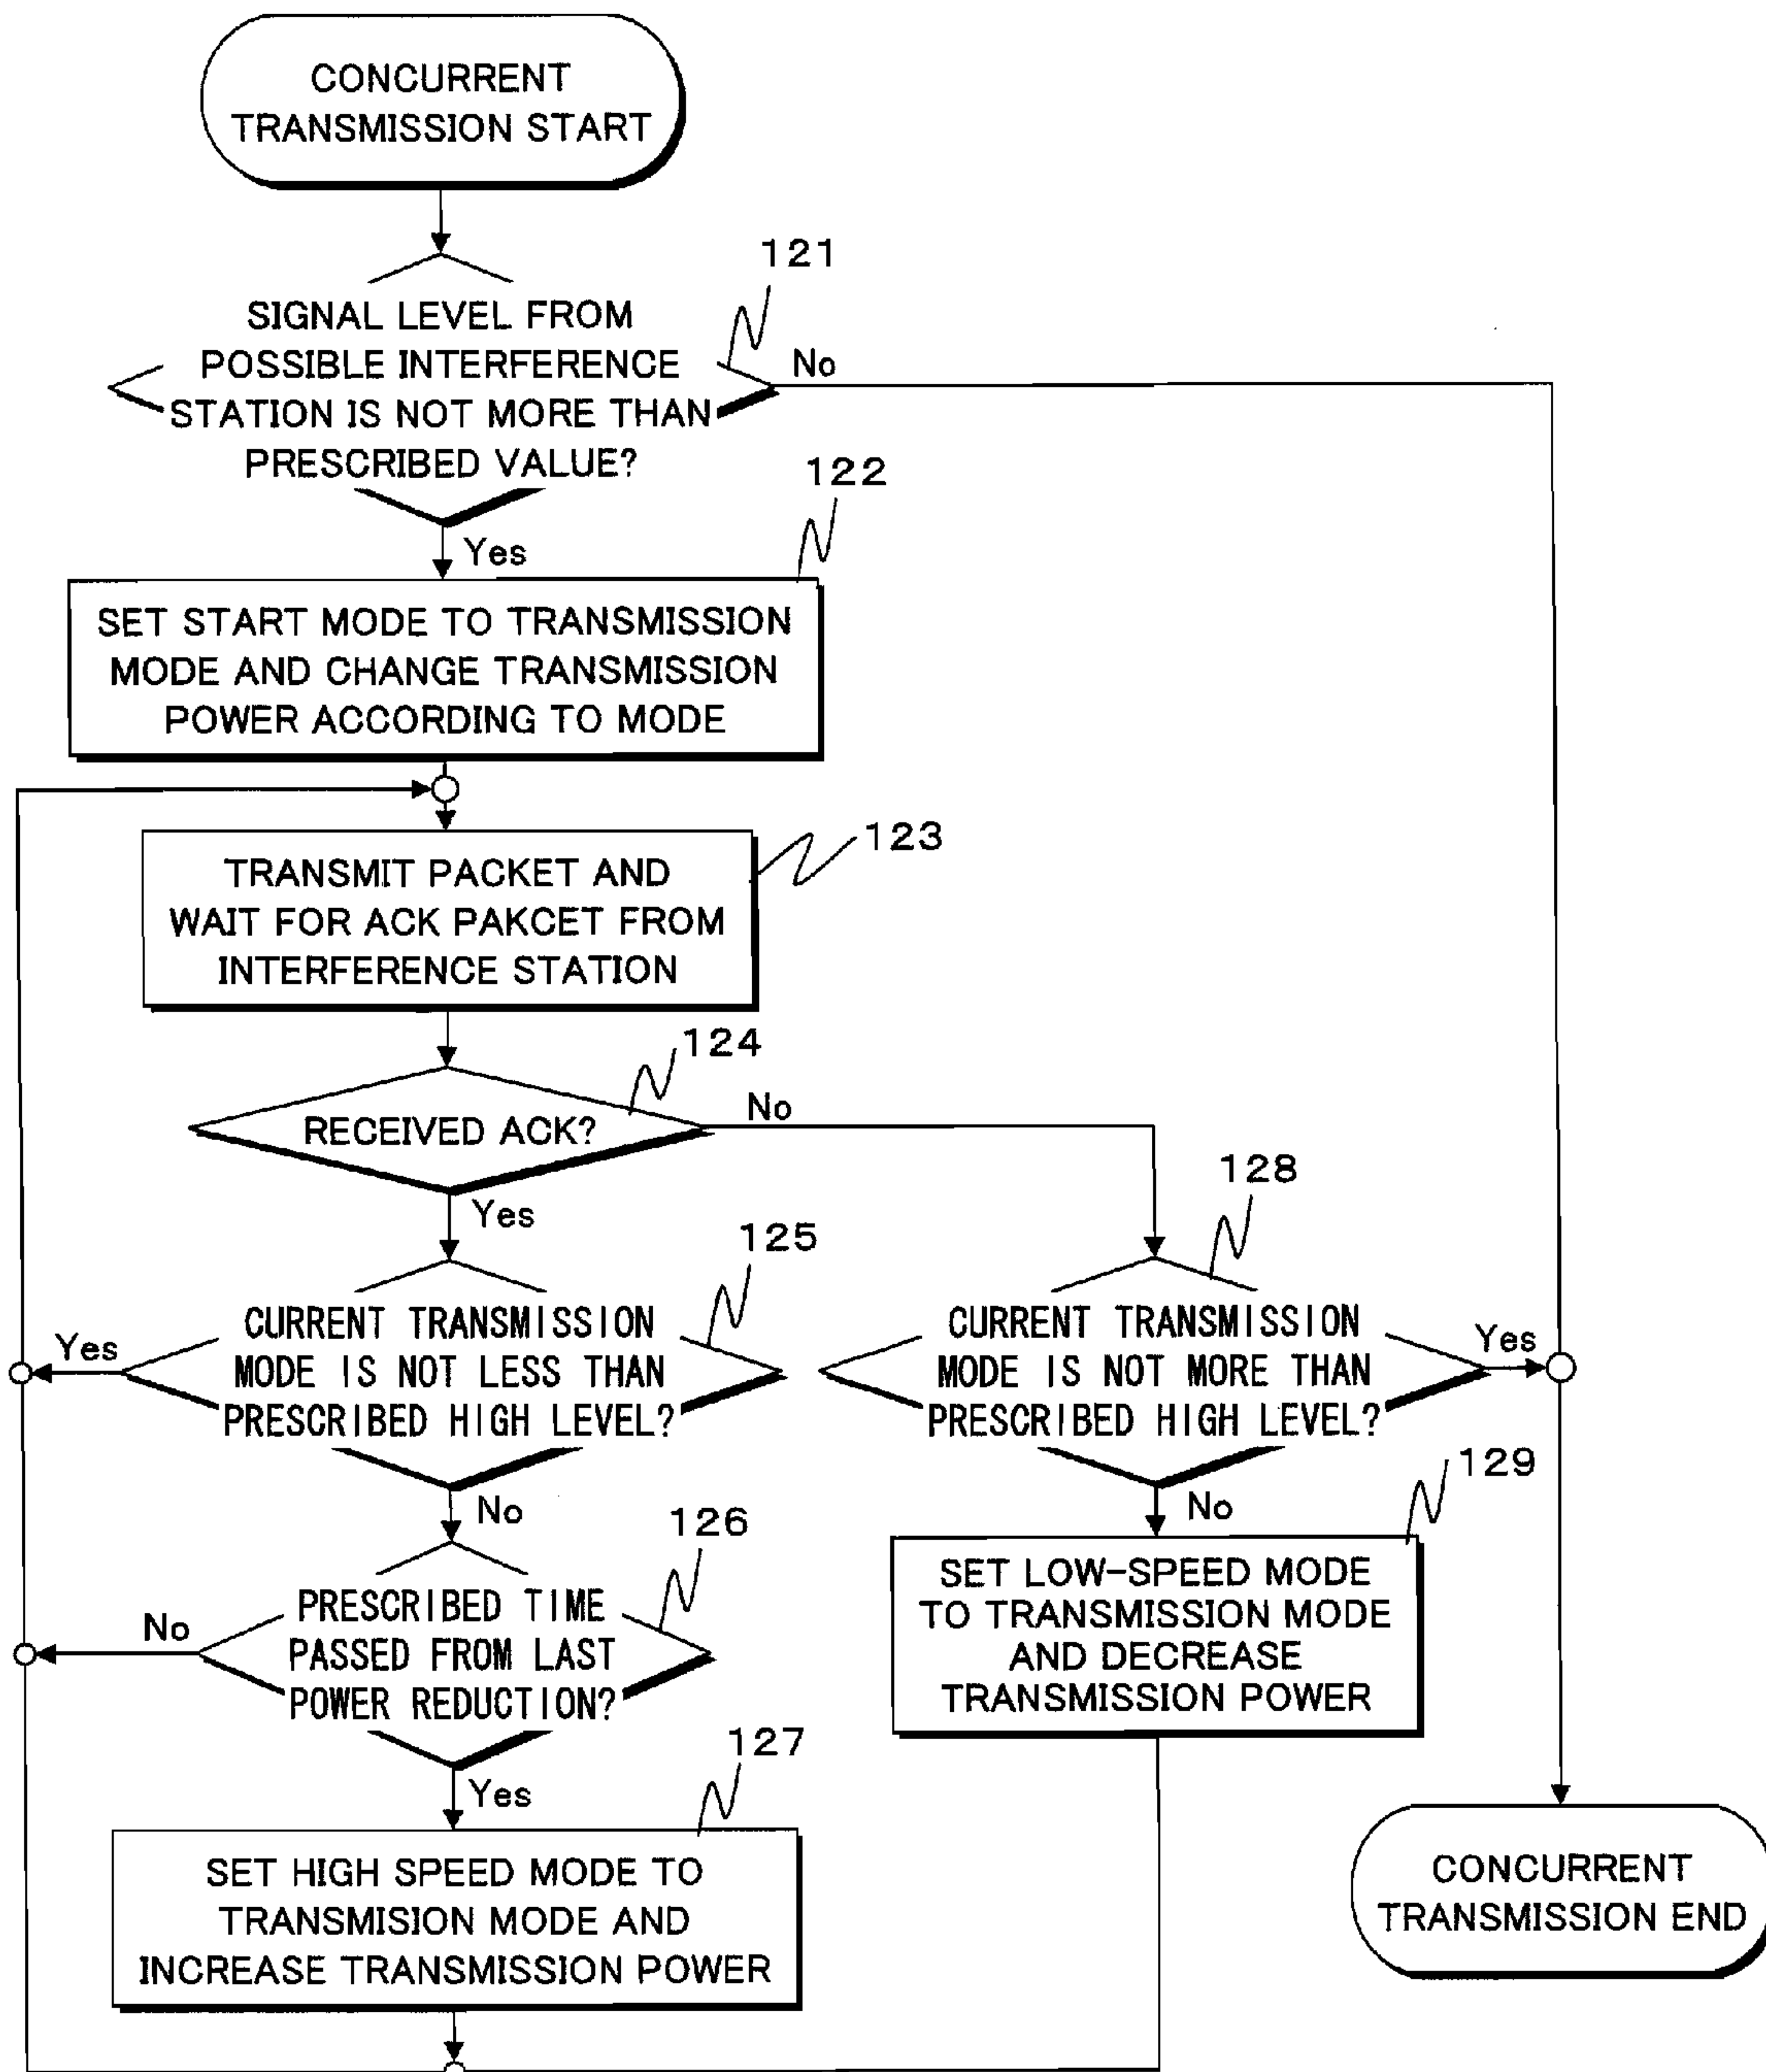 CONCURRENT
TRANSMISSION START
121
SIGNAL LEVEL FROM
POSSIBLE INTERFERENCE
STATION IS NOT MORE THAN
PRESCRIBED VALUE?
No
Yes
122
SET START MODE TO TRANSMISSION
MODE AND CHANGE TRANSMISSION
POWER ACCORDING TO MODE
123
TRANSMIT PACKET AND
WAIT FOR ACK PAKCET FROM
INTERFERENCE STATION
124
RECEIVED ACK?
No
Yes
125
CURRENT TRANSMISSION
MODE IS NOT LESS THAN
PRESCRIBED HIGH LEVEL?
Yes
No
128
CURRENT TRANSMISSION
MODE IS NOT MORE THAN
PRESCRIBED HIGH LEVEL?
Yes
No
126
PRESCRIBED TIME
PASSED FROM LAST
POWER REDUCTION?
No
Yes
129
SET LOW-SPEED MODE
TO TRANSMISSION MODE
AND DECREASE
TRANSMISSION POWER
127
SET HIGH SPEED MODE TO
TRANSMISION MODE AND
INCREASE TRANSMISSION POWER
CONCURRENT
TRANSMISSION END